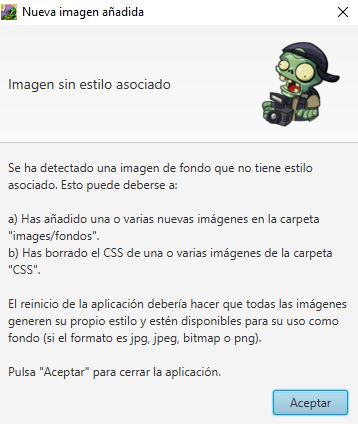 Nueva imagen añadida
Imagen sin estilo asociado
Se ha detectado una imagen de fondo que no tiene estilo
asociado. Esto puede deberse a:
a) Has añadido una o varias nuevas imágenes en la carpeta
"images/fondos".
b) Has borrado el CSS de una o varias imágenes de la carpeta
"CSS".
El reinicio de la aplicación debería hacer que todas las imágenes
generen su propio estilo y estén disponibles para su uso como
fondo (si el formato es jpg, jpeg, bitmap o png).
Pulsa "Aceptar" para cerrar la aplicación.
Aceptar